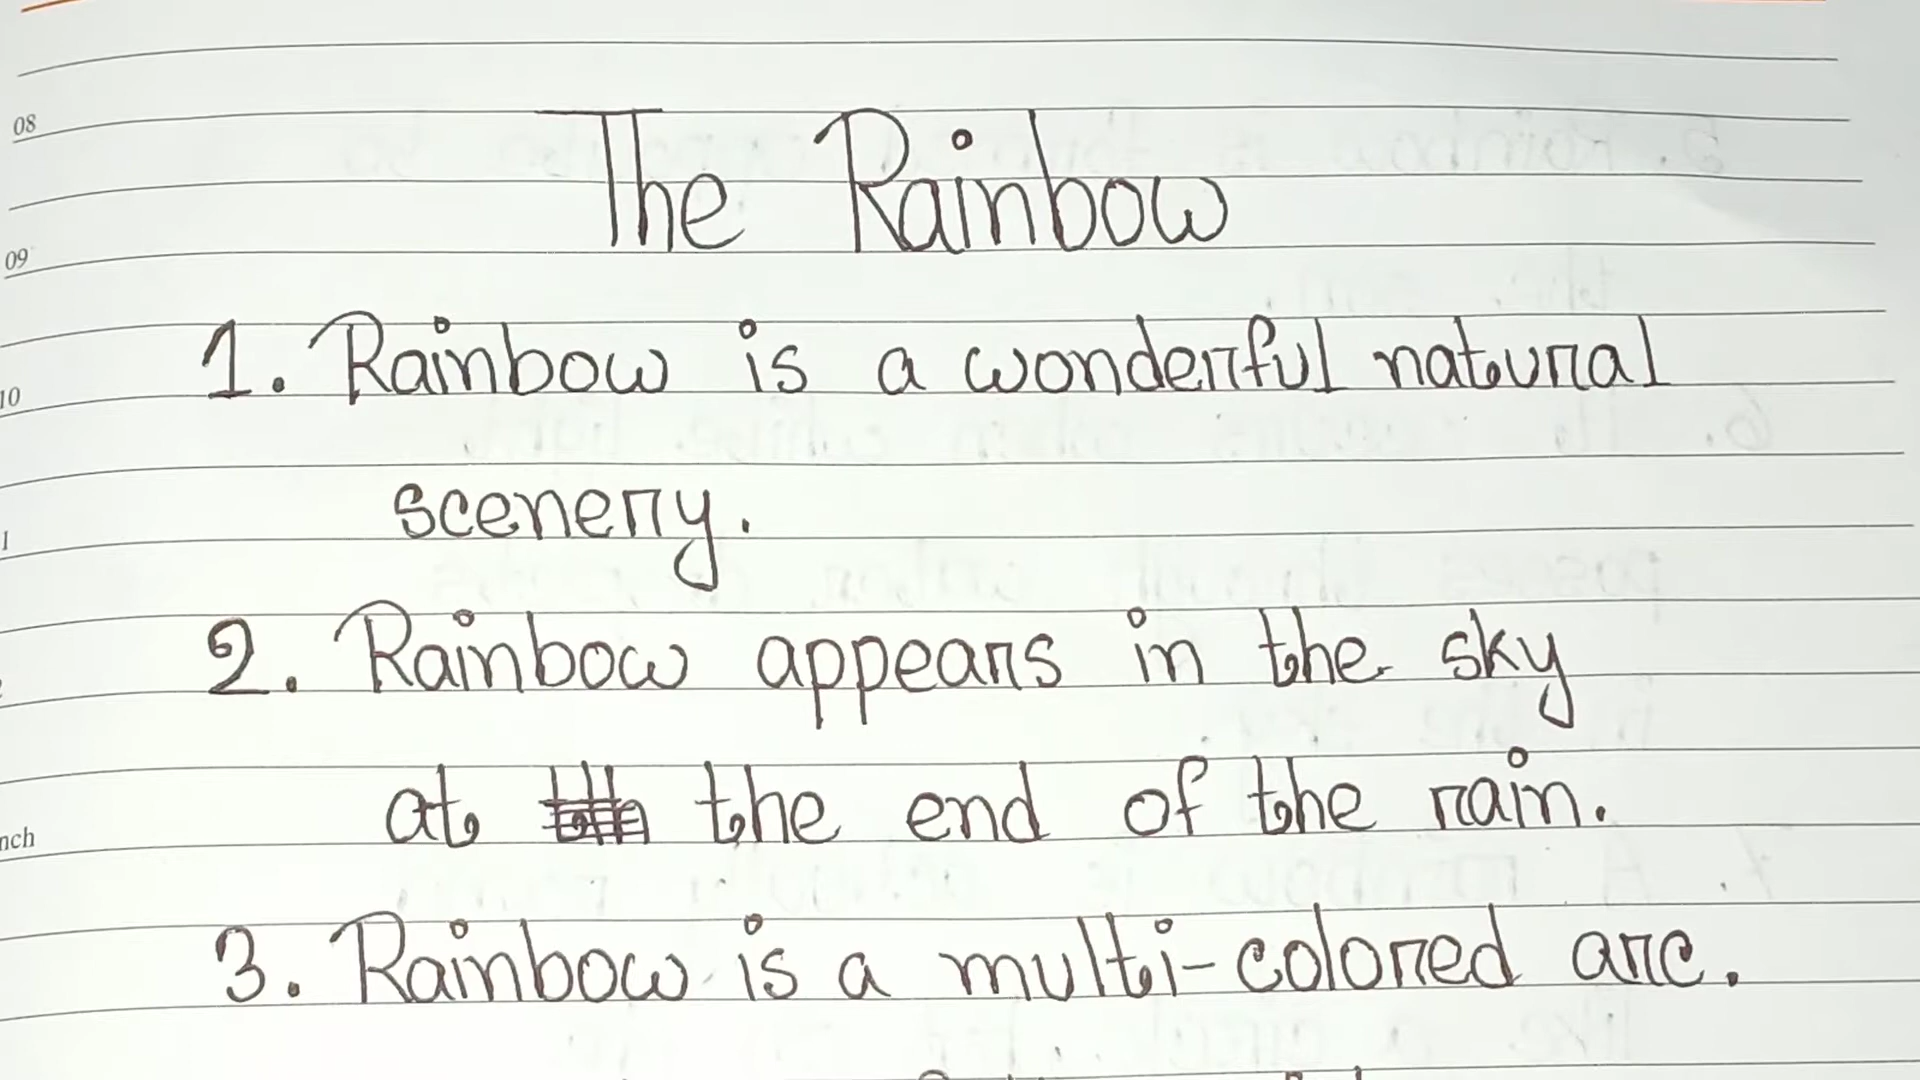 08
The Rainbow
09
1. Rainbow is a wonderful natural
10
scenery.
2. Rainbow appears in the sky
at the end of the rain.
nch
3. Rainbow is a multi-colored arc.